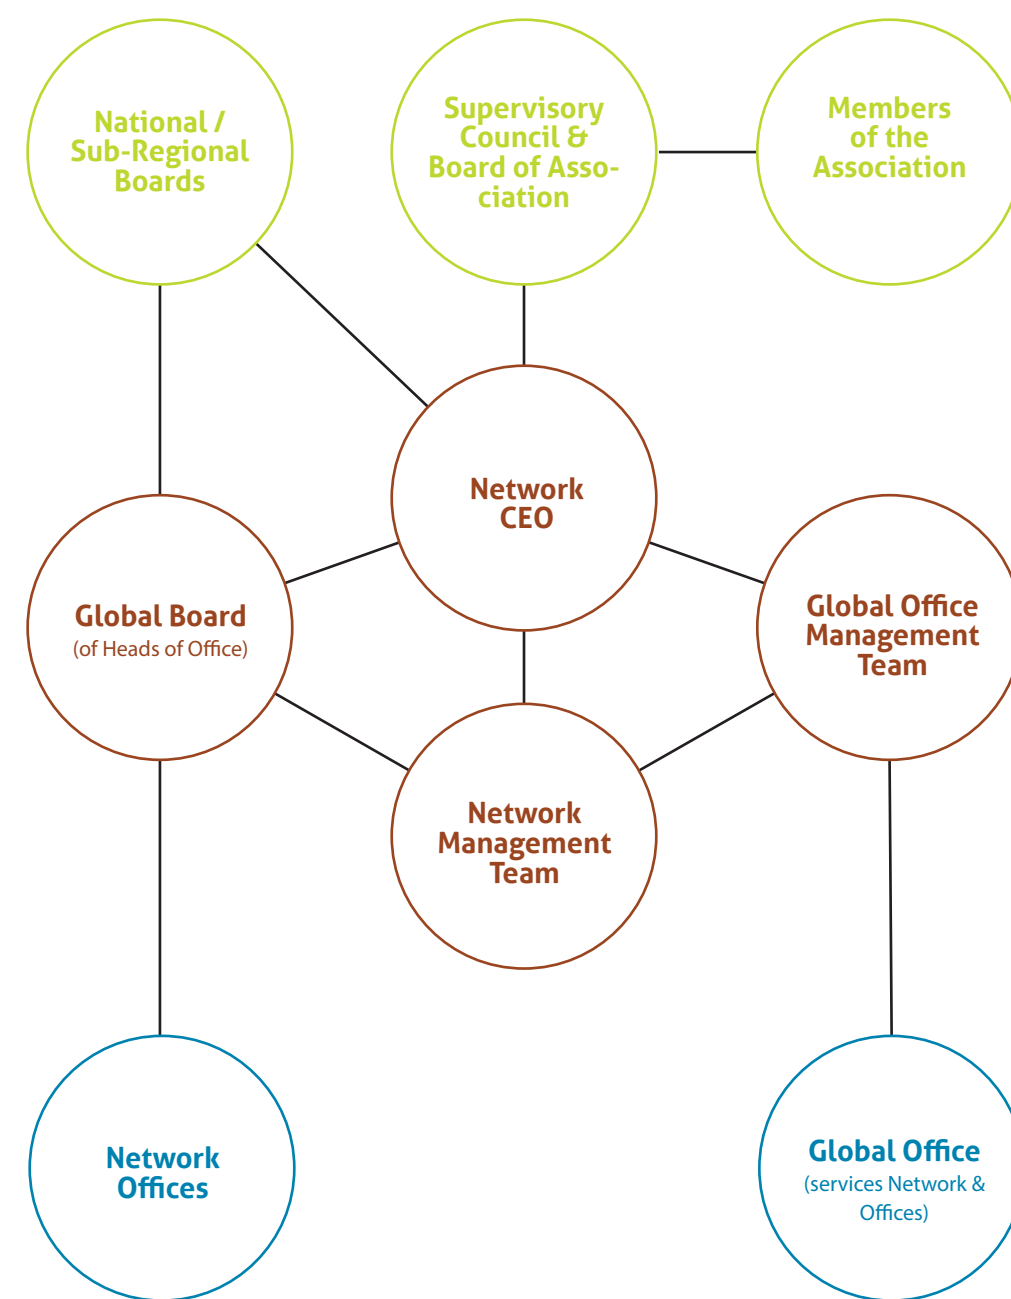 National /
Sub-Regional
Boards
Supervisory
Council &
Board of Asso-
ciation
Members
of the
Association
Network
CEO
Global Board
(of Heads of Office)
Global Office
Management
Team
Network
Management
Team
Network
Offices
Global Office
(services Network &
Offices)